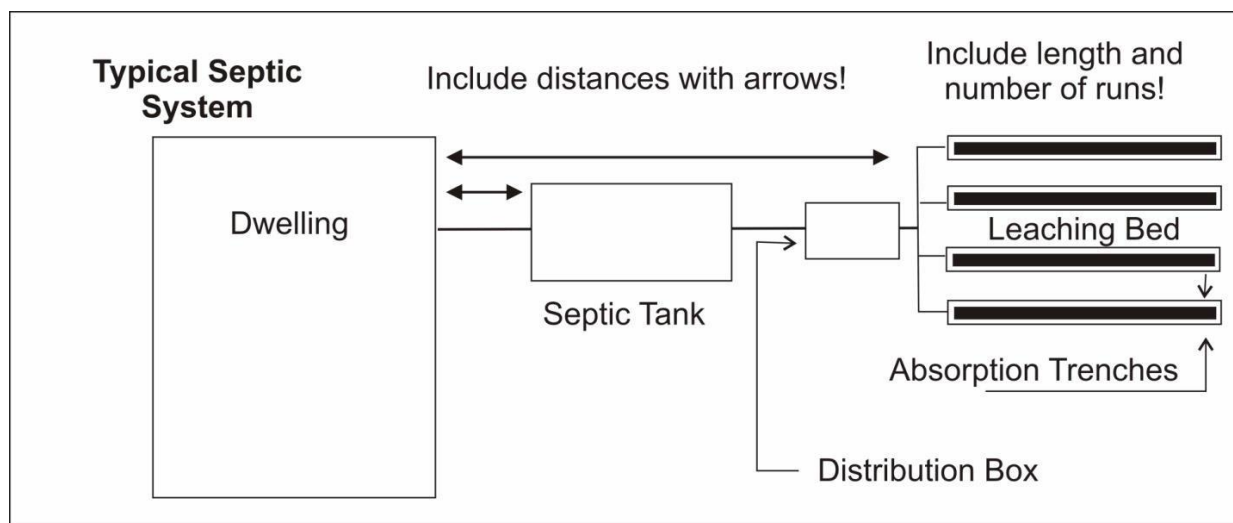 Typical Septic
System
Include distances with arrows!
Include length and
number of runs!
Dwelling
Septic Tank
Leaching Bed
Absorption Trenches
Distribution Box